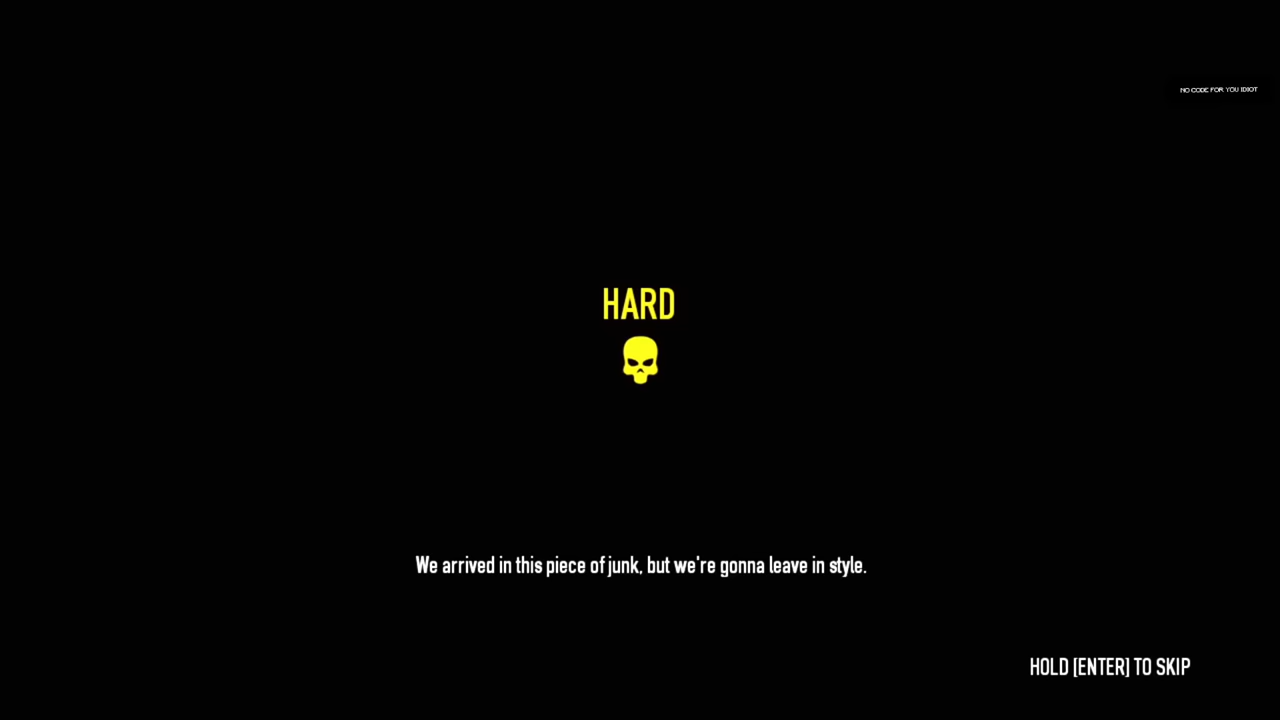 NO CODE FOR YOU IDIOT
HARD
We arrived in this piece of junk, but we're gonna leave in style.
HOLD [ENTER] TO SKIP